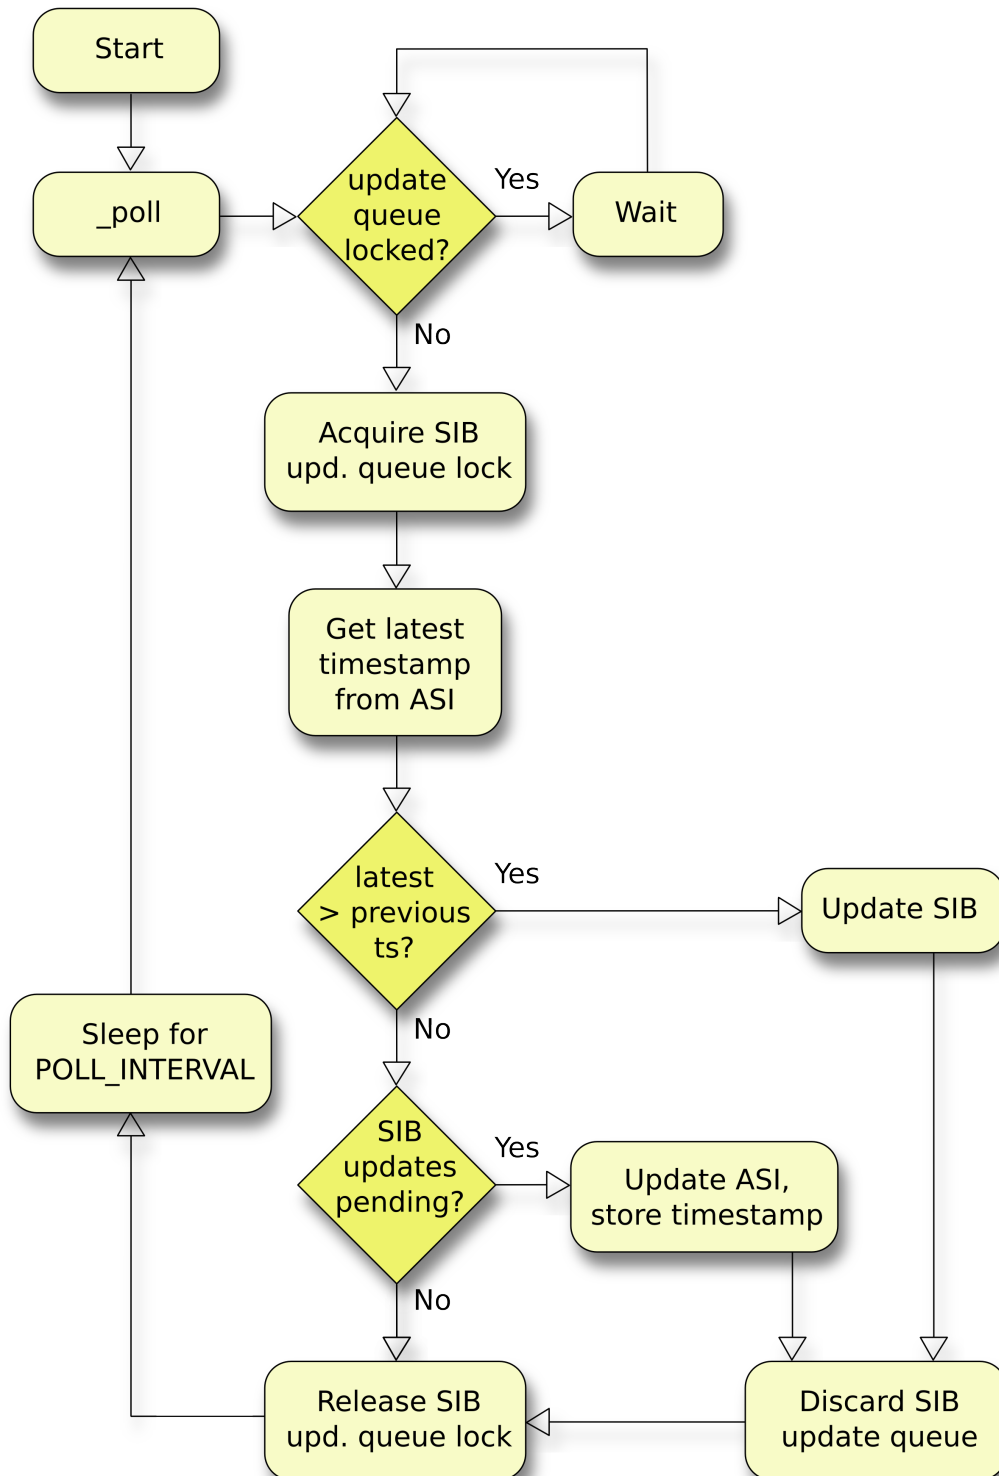 Start
_poll
update
queue
locked?
Yes
Wait
No
Acquire SIB
upd. queue lock
Get latest
timestamp
from ASI
latest
> previous
ts?
Yes
Update SIB
No
Sleep for
POLL_INTERVAL
SIB
updates
pending?
Yes
Update ASI,
store timestamp
No
Release SIB
upd. queue lock
Discard SIB
update queue